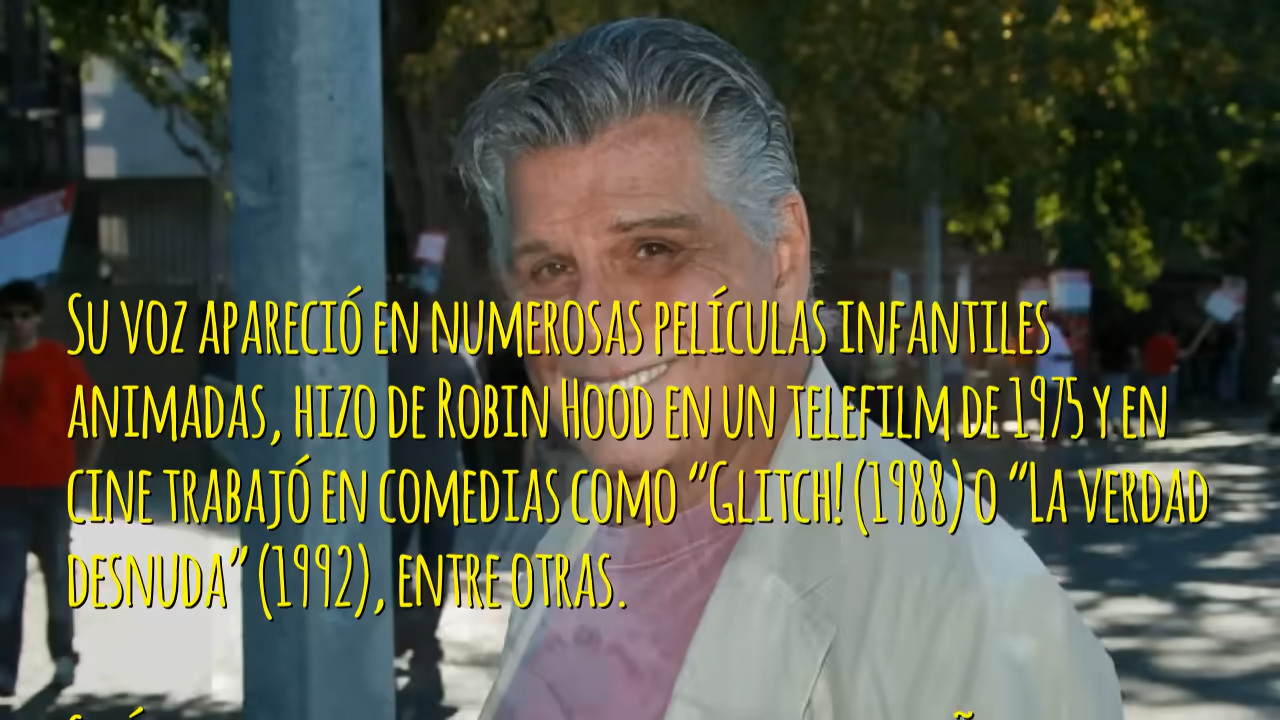 Su voz apareció en numerosas películas infantiles
animadas, hizo de Robin Hood en un telefilm de 1975 y en
cine trabajó en comedias como “Glitch! (1988) o “La verdad
desnuda” (1992), entre otras.